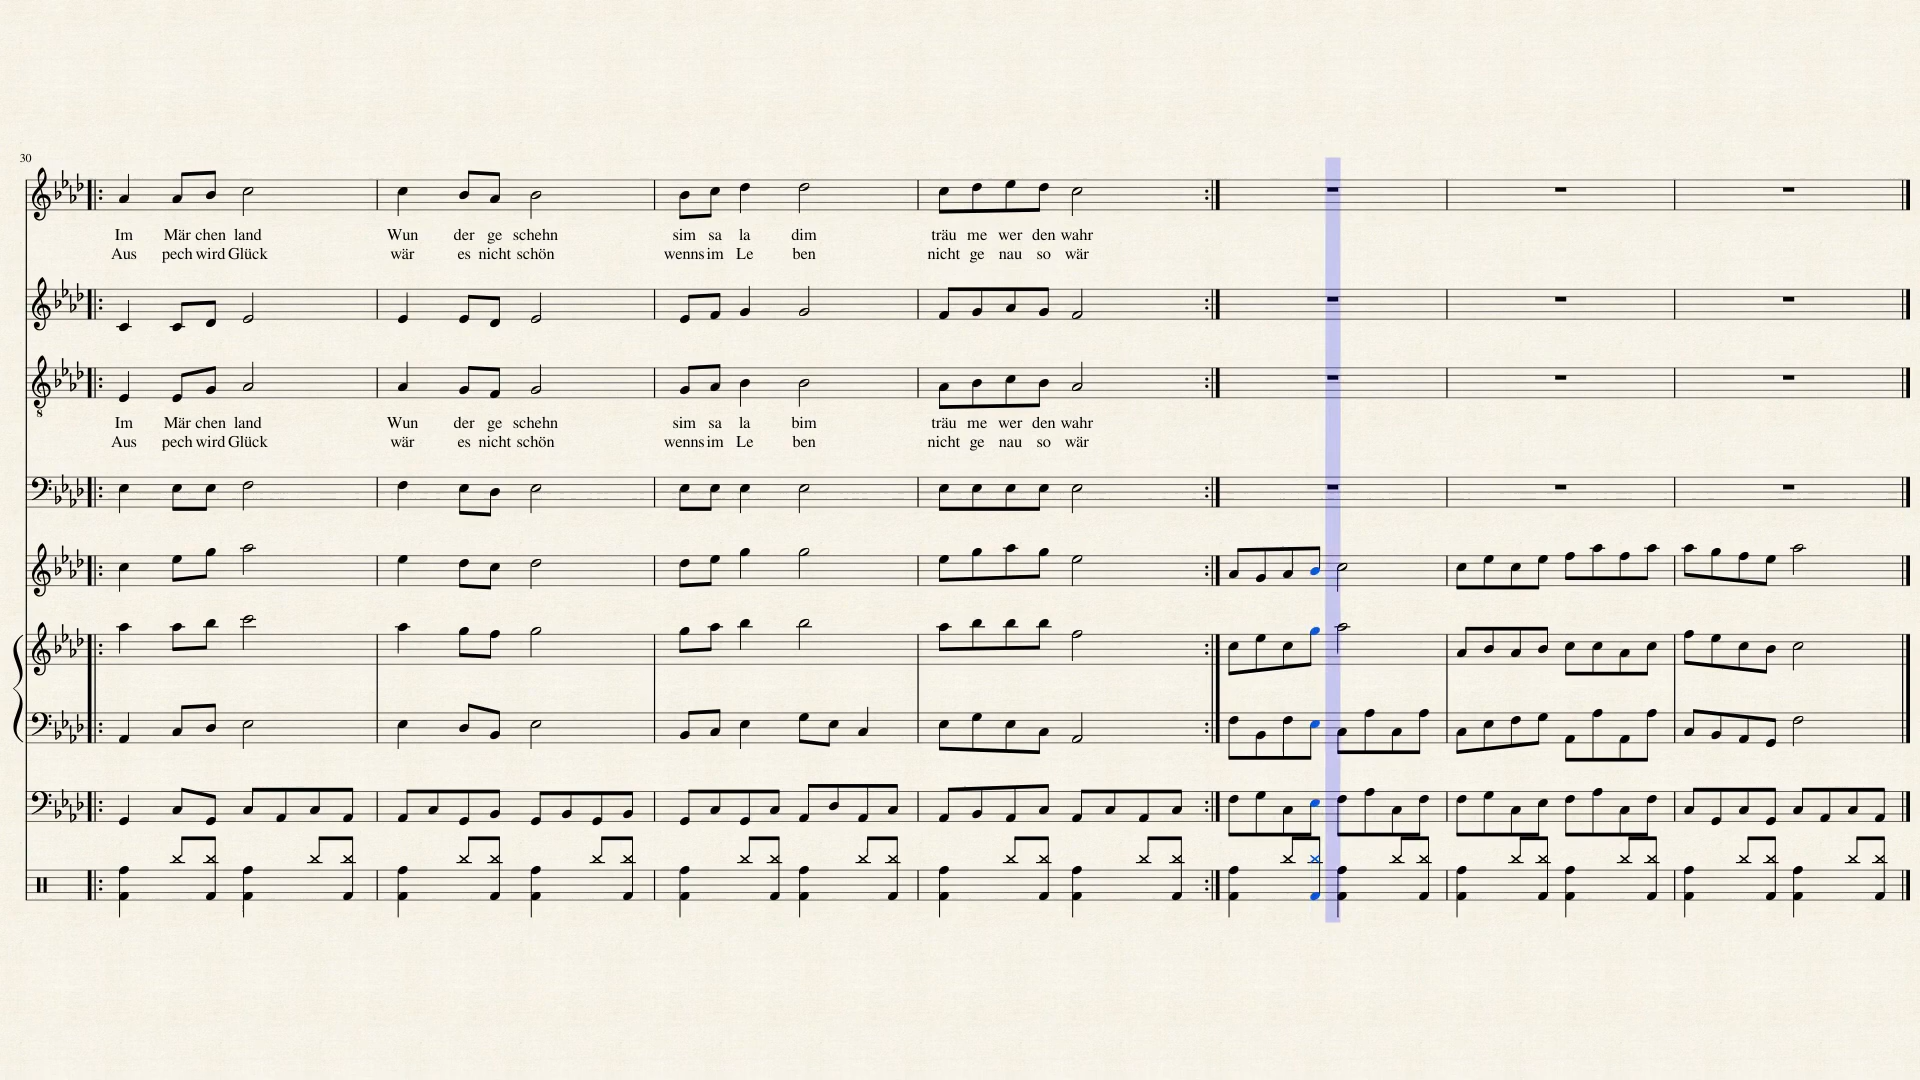 30
Im Mär chen land Wun der ge schehn sim sa la dim träu me wer den wahr
Aus pech wird Glück wär es nicht schön wenns im Le ben nicht ge nau so wär
8
Im Mär chen land Wun der ge schehn sim sa la bim träu me wer den wahr
Aus pech wird Glück wär es nicht schön wenns im Le ben nicht ge nau so wär